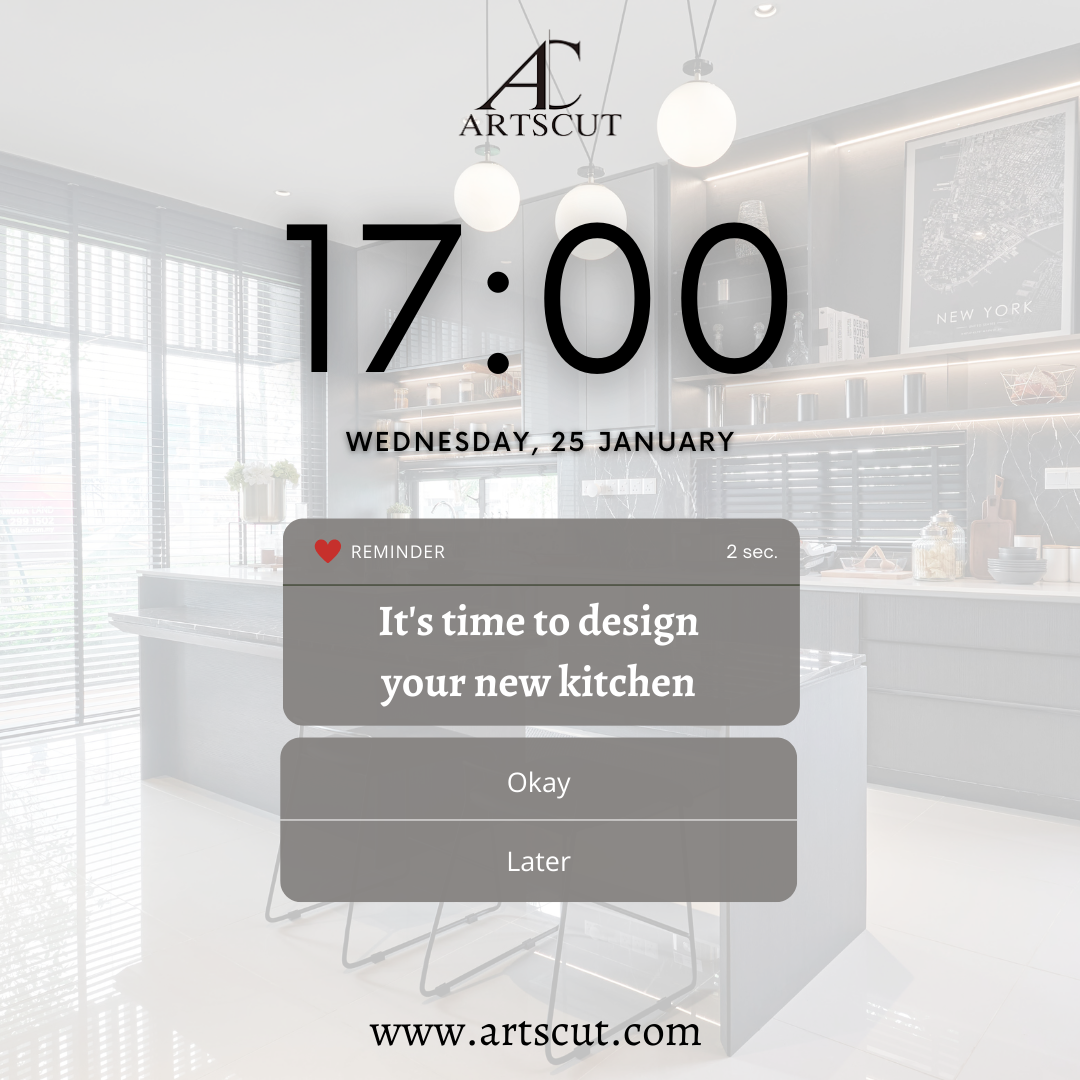 AC
ARTSCUT
17:00
NEW YORK
WEDNESDAY, 25 JANUARY
REMINDER
2 sec.
It's time to design
your new kitchen
Okay
Later
www.artscut.com